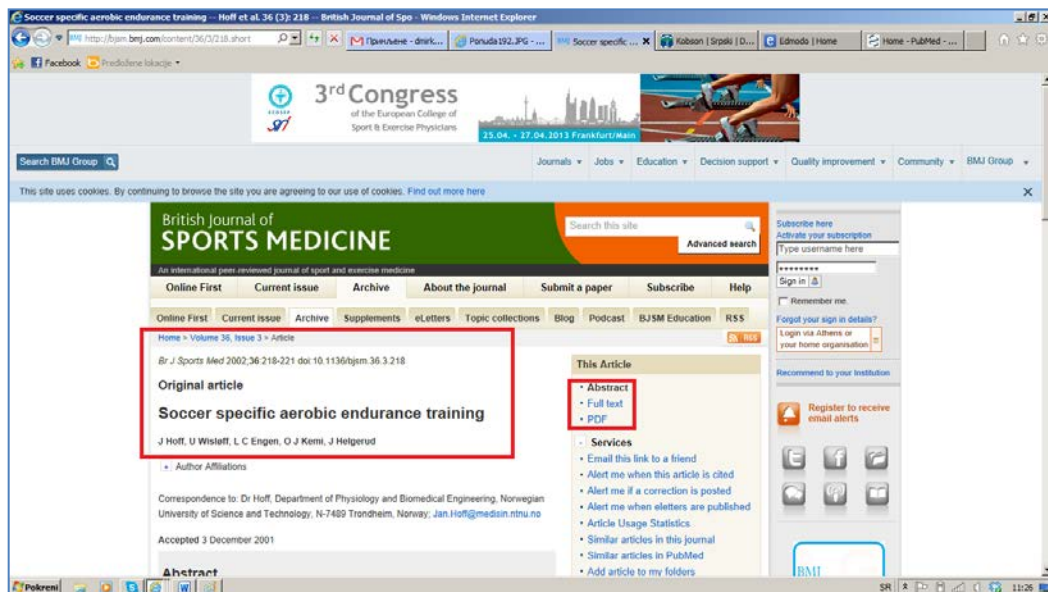 Soccer specific aerobic endurance training -- Hoff et al. 36 (3): 218 -- British Journal of Spo - Windows Internet Explorer
http://bjsm.bmj.com/content/36/3/218.short
Примљене - dmirk...
Ponuda192.JPG - ...
Soccer specific ...
Kobson | Srpski | D...
Edmodo | Home
Home - PubMed - ...
Facebook
Predložene lokacije
3rd Congress
of the European College of
Sport & Exercise Physicians
25.04. - 27.04.2013 Frankfurt/Main
Search BMJ Group
Journals
Jobs
Education
Decision support
Quality improvement
Community
BMJ Group
This site uses cookies. By continuing to browse the site you are agreeing to our use of cookies. Find out more here
British Journal of
SPORTS MEDICINE
Search this site
Advanced search
An international peer-reviewed journal of sport and exercise medicine
Online First
Current issue
Archive
About the journal
Submit a paper
Subscribe
Help
Online First
Current issue
Archive
Supplements
eLetters
Topic collections
Blog
Podcast
BJSM Education
RSS
Home > Volume 36, Issue 3 > Article
RSS
Br J Sports Med 2002;36:218-221 doi:10.1136/bjsm.36.3.218
Original article
Soccer specific aerobic endurance training
J Hoff, U Wisløff, L C Engen, O J Kemi, J Helgerud
Author Affiliations
Correspondence to: Dr Hoff, Department of Physiology and Biomedical Engineering, Norwegian
University of Science and Technology, N-7489 Trondheim, Norway; Jan.Hoff@medisin.ntnu.no
Accepted 3 December 2001
Abstract
This Article
Abstract
Full text
PDF
Services
Email this link to a friend
Alert me when this article is cited
Alert me if a correction is posted
Alert me when eletters are published
Article Usage Statistics
Similar articles in this journal
Similar articles in PubMed
Add article to my folders
Subscribe here
Activate your subscription
Type username here
Sign in
Remember me.
Forgot your sign in details?
Login via Athens or
your home organisation
Recommend to your Institution
Register to receive
email alerts
BMJ
Pokreni
SR
11:26